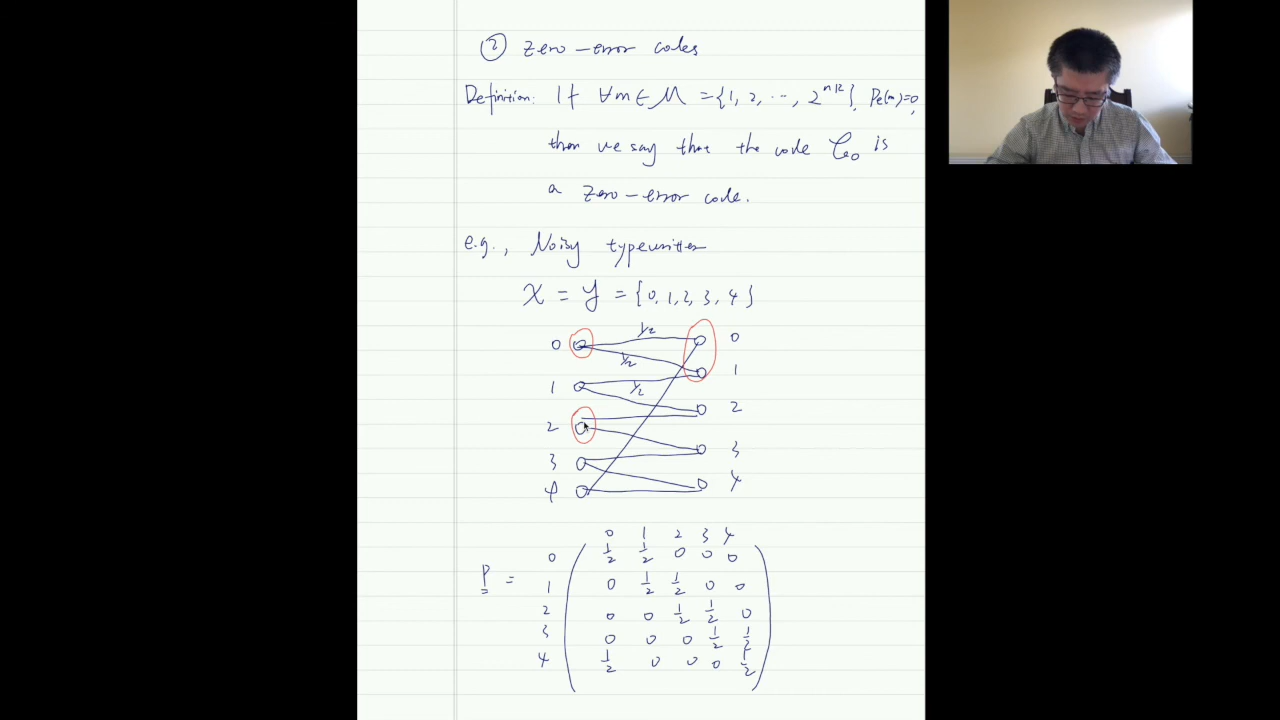 ② Zero-error codes
Definition: If ∀m∈M = {1, 2, ..., 2^{nR}}, Pe(m)=0,
then we say that the code C_0 is
a zero-error code.
e.g., Noisy typewriter
X = Y = {0, 1, 2, 3, 4}
0 1/2 0
1/2 1
1 1/2
2
2 3
3 4
4
0 1 2 3 4
0 1/2 1/2 0 0 0
P = 1 0 1/2 1/2 0 0
2 0 0 1/2 1/2 0
3 0 0 0 1/2 1/2
4 1/2 0 0 0 1/2